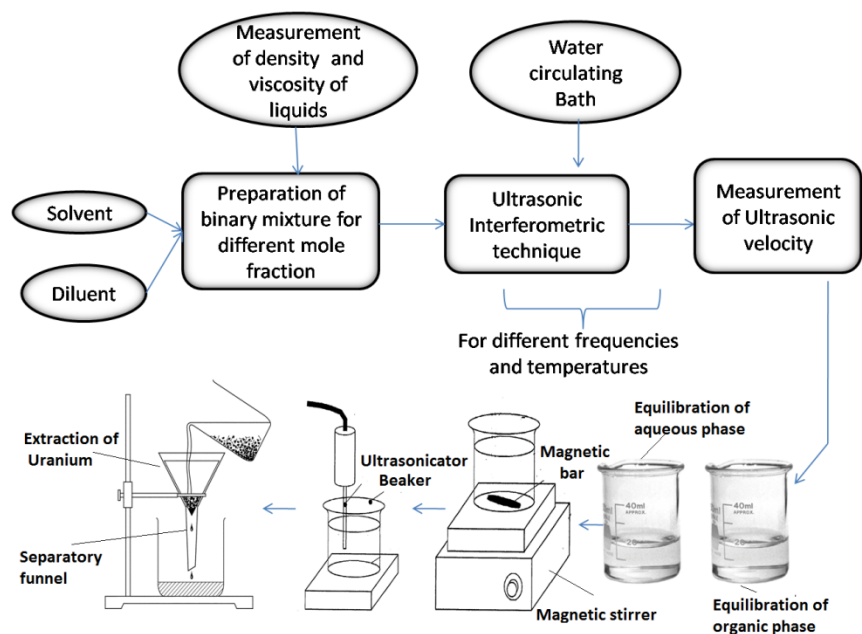 Measurement
of density and
viscosity of
liquids
Water
circulating
Bath
Solvent
Diluent
Preparation of
binary mixture for
different mole
fraction
Ultrasonic
Interferometric
technique
Measurement
of Ultrasonic
velocity
For different frequencies
and temperatures
Extraction of
Uranium
Separatory
funnel
Ultrasonicator
Beaker
Magnetic
bar
Magnetic stirrer
Equilibration of
aqueous phase
40ml
APPROX.
40ml
APPROX.
Equilibration of
organic phase